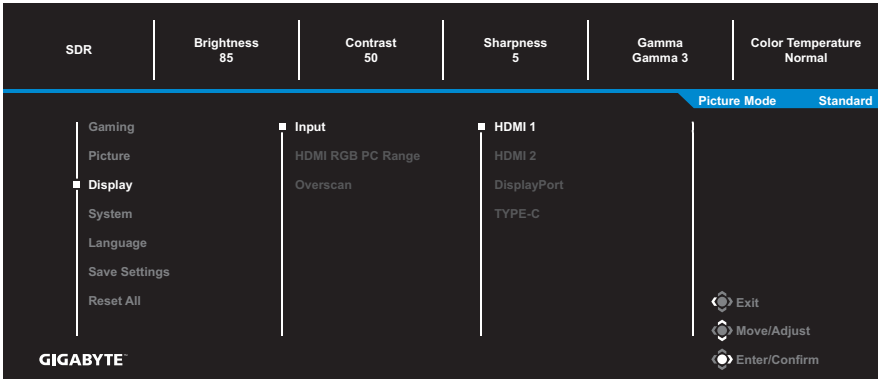 SDR
Brightness
85
Contrast
50
Sharpness
5
Gamma
Gamma 3
Color Temperature
Normal
Picture Mode Standard
Gaming
Picture
Display
System
Language
Save Settings
Reset All
Input
HDMI RGB PC Range
Overscan
HDMI 1
HDMI 2
DisplayPort
TYPE-C
Exit
Move/Adjust
Enter/Confirm
GIGABYTE™